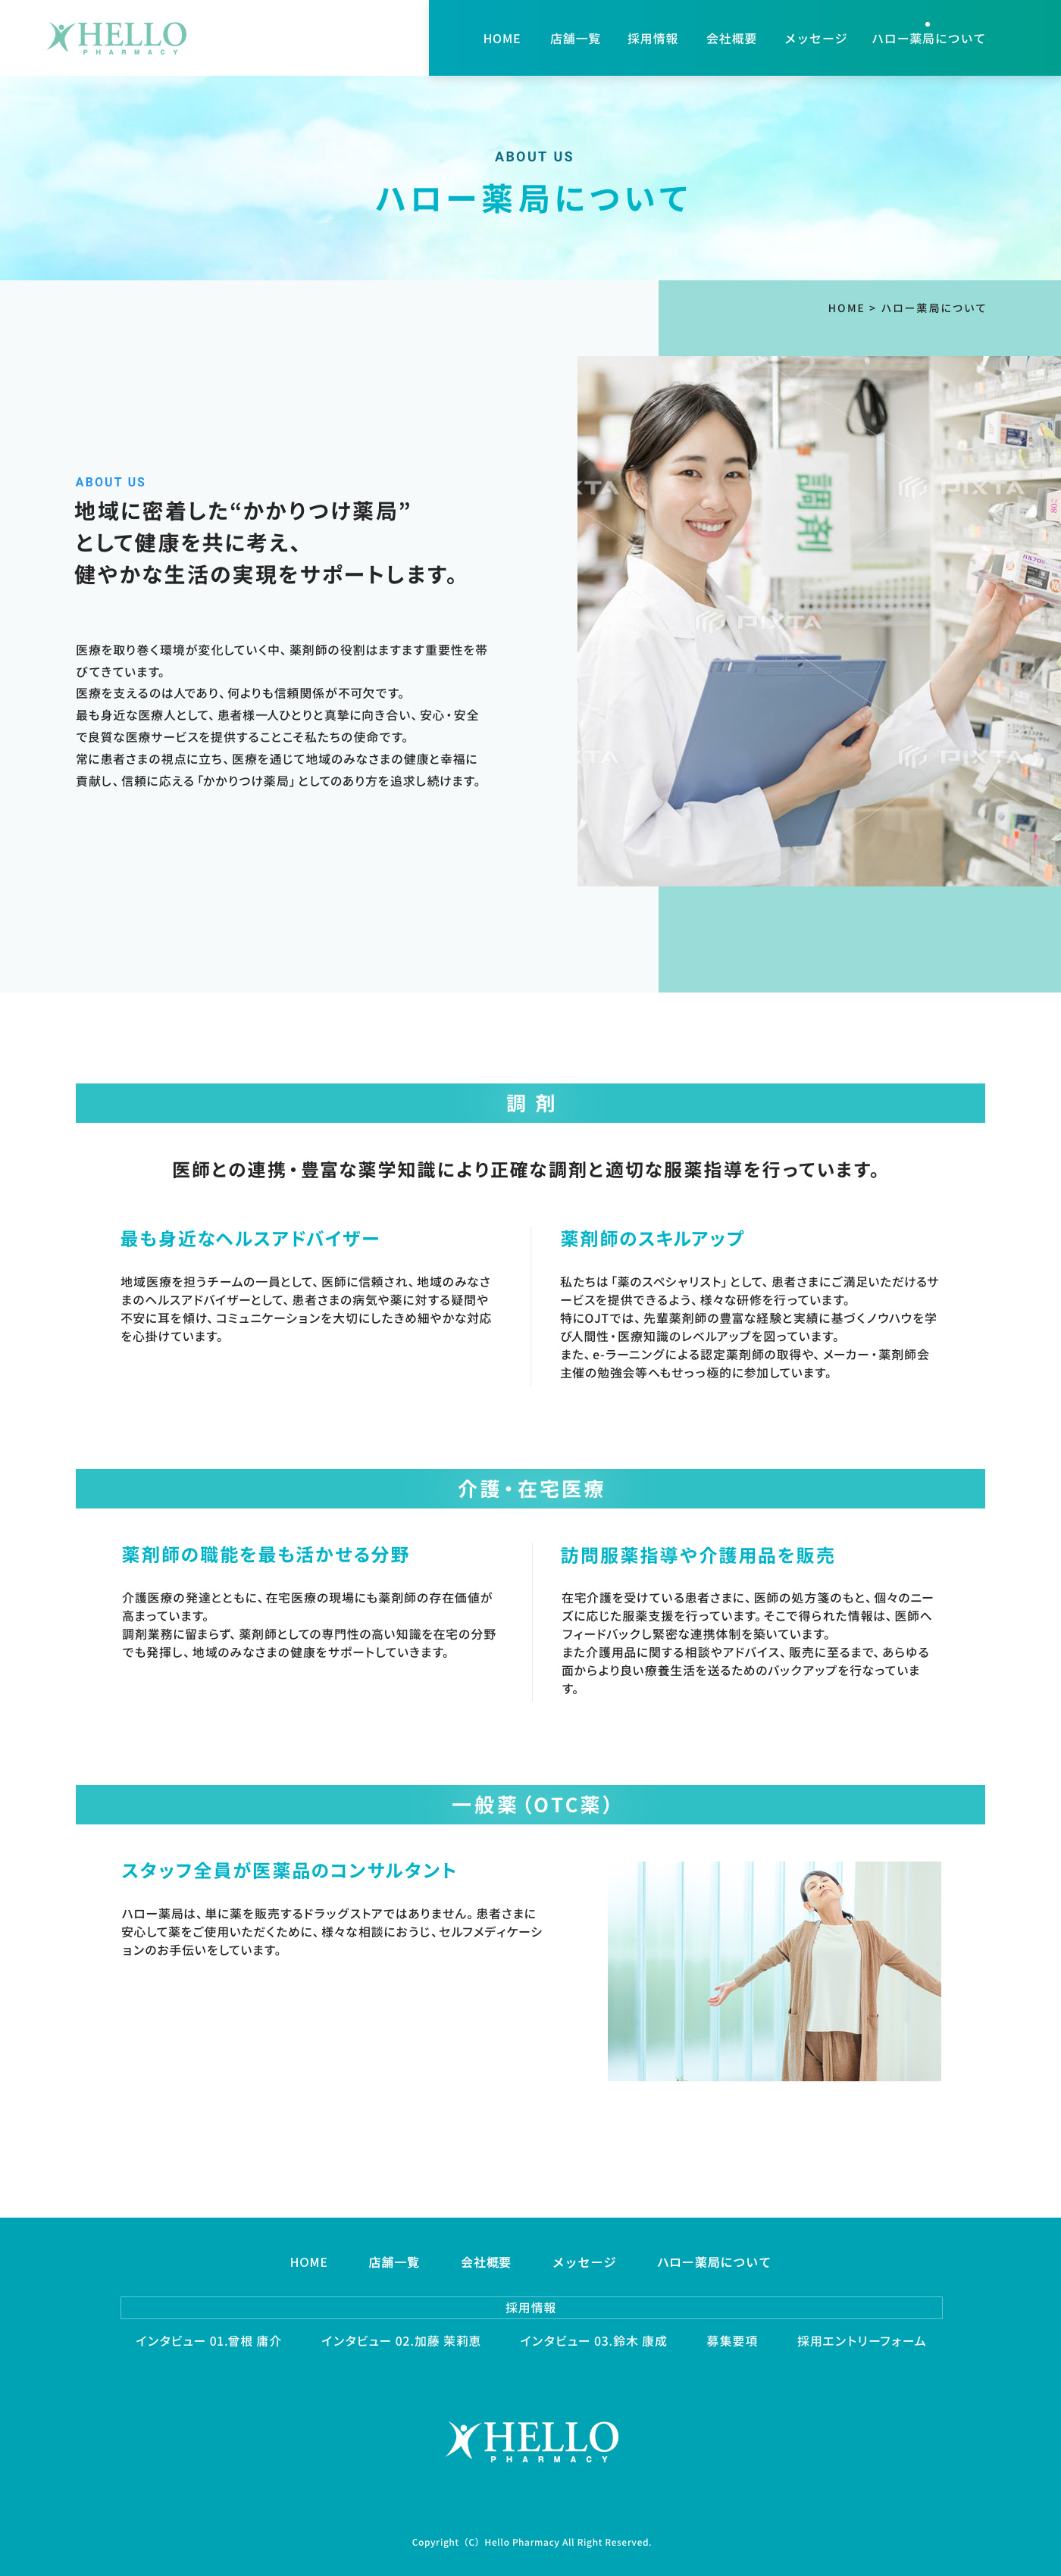 HELLO
PHARMACY
HOME 店舗一覧 採用情報 会社概要 メッセージ ハロー薬局について
ABOUT US
ハロー薬局について
HOME > ハロー薬局について
ABOUT US
地域に密着した“かかりつけ薬局”
として健康を共に考え、
健やかな生活の実現をサポートします。
医療を取り巻く環境が変化していく中、薬剤師の役割はますます重要性を帯
びてきています。
医療を支えるのは人であり、何よりも信頼関係が不可欠です。
最も身近な医療人として、患者様一人ひとりと真摯に向き合い、安心・安全
で良質な医療サービスを提供することこそ私たちの使命です。
常に患者さまの視点に立ち、医療を通じて地域のみなさまの健康と幸福に
貢献し、信頼に応える「かかりつけ薬局」としてのあり方を追求し続けます。
調剤
PIXTA
PIXTA
調 剤
医師との連携・豊富な薬学知識により正確な調剤と適切な服薬指導を行っています。
最も身近なヘルスアドバイザー
地域医療を担うチームの一員として、医師に信頼され、地域のみなさ
まのヘルスアドバイザーとして、患者さまの病気や薬に対する疑問や
不安に耳を傾け、コミュニケーションを大切にしたきめ細やかな対応
を心掛けています。
薬剤師のスキルアップ
私たちは「薬のスペシャリスト」として、患者さまにご満足いただけるサ
ービスを提供できるよう、様々な研修を行っています。
特にOJTでは、先輩薬剤師の豊富な経験と実績に基づくノウハウを学
び人間性・医療知識のレベルアップを図っています。
また、e-ラーニングによる認定薬剤師の取得や、メーカー・薬剤師会
主催の勉強会等へもせっっ極的に参加しています。
介護・在宅医療
薬剤師の職能を最も活かせる分野
介護医療の発達とともに、在宅医療の現場にも薬剤師の存在価値が
高まっています。
調剤業務に留まらず、薬剤師としての専門性の高い知識を在宅の分野
でも発揮し、地域のみなさまの健康をサポートしていきます。
訪問服薬指導や介護用品を販売
在宅介護を受けている患者さまに、医師の処方箋のもと、個々のニー
ズに応じた服薬支援を行っています。そこで得られた情報は、医師へ
フィードバックし緊密な連携体制を築いています。
また介護用品に関する相談やアドバイス、販売に至るまで、あらゆる
面からより良い療養生活を送るためのバックアップを行なっていま
す。
一般薬（OTC薬）
スタッフ全員が医薬品のコンサルタント
ハロー薬局は、単に薬を販売するドラッグストアではありません。患者さまに
安心して薬をご使用いただくために、様々な相談におうじ、セルフメディケーシ
ョンのお手伝いをしています。
HOME 店舗一覧 会社概要 メッセージ ハロー薬局について
採用情報
インタビュー 01.曾根 庸介 インタビュー 02.加藤 茉莉恵 インタビュー 03.鈴木 康成 募集要項 採用エントリーフォーム
HELLO
PHARMACY
Copyright（C）Hello Pharmacy All Right Reserved.